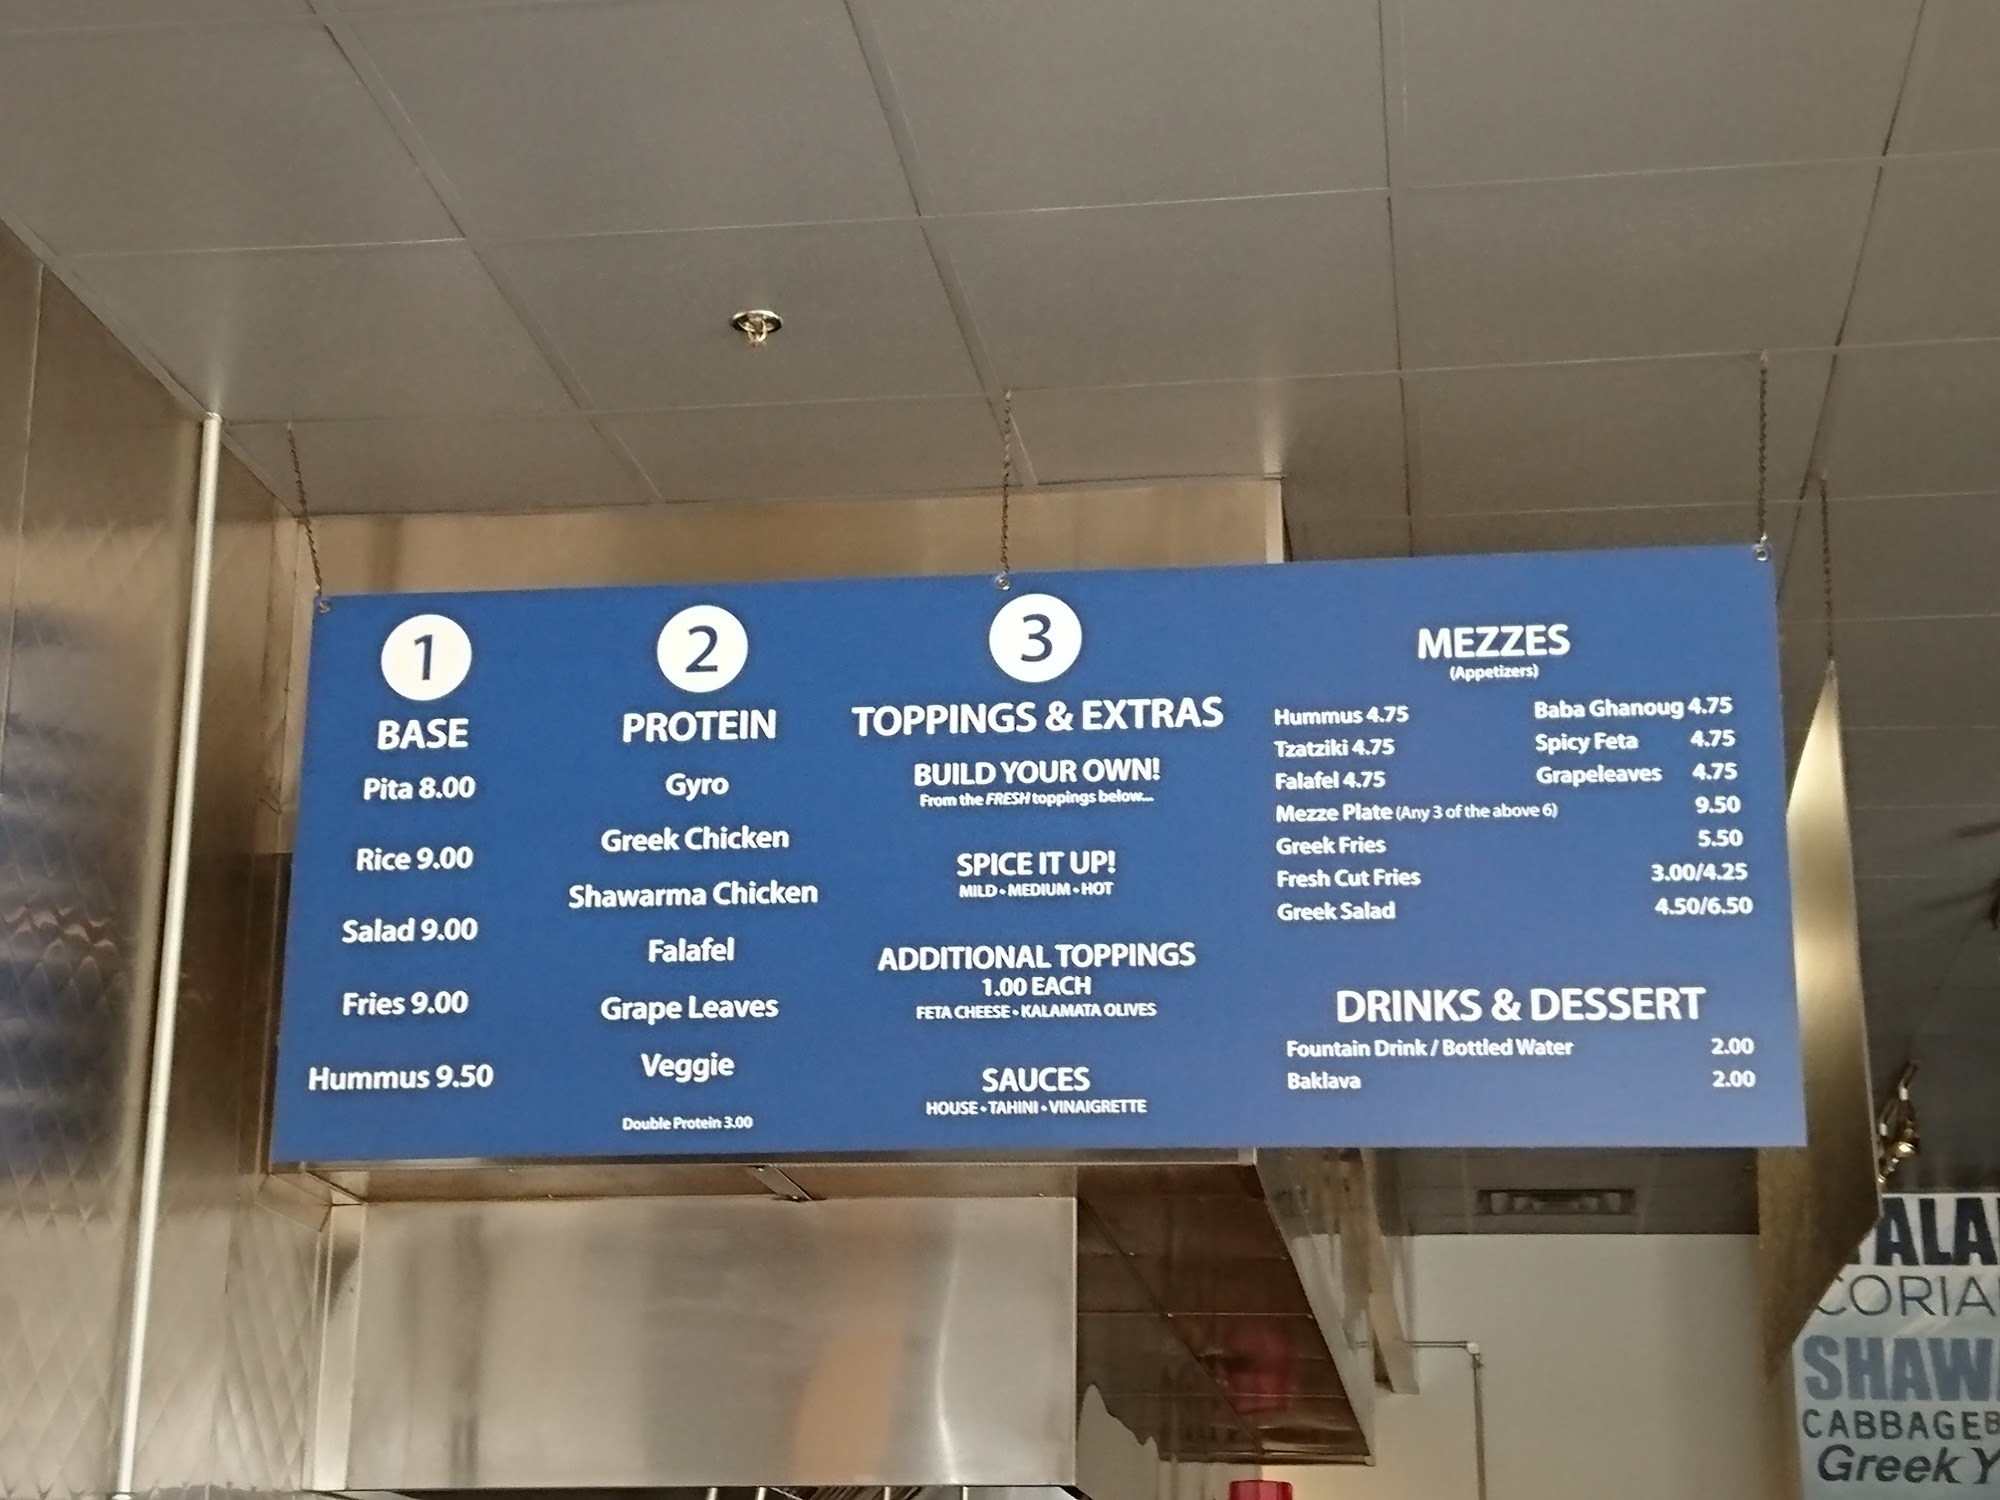 1
BASE
Pita 8.00
Rice 9.00
Salad 9.00
Fries 9.00
Hummus 9.50
2
PROTEIN
Gyro
Greek Chicken
Shawarma Chicken
Falafel
Grape Leaves
Veggie
Double Protein 3.00
3
TOPPINGS & EXTRAS
BUILD YOUR OWN!
From the FRESH toppings below...
SPICE IT UP!
MILD • MEDIUM • HOT
ADDITIONAL TOPPINGS
1.00 EACH
FETA CHEESE • KALAMATA OLIVES
SAUCES
HOUSE • TAHINI • VINAIGRETTE
MEZZES
(Appetizers)
Hummus 4.75 Baba Ghanoug 4.75
Tzatziki 4.75 Spicy Feta 4.75
Falafel 4.75 Grapeleaves 4.75
Mezze Plate (Any 3 of the above 6) 9.50
Greek Fries 5.50
Fresh Cut Fries 3.00/4.25
Greek Salad 4.50/6.50
DRINKS & DESSERT
Fountain Drink / Bottled Water 2.00
Baklava 2.00
ALA
CORIA
SHAW
CABBAGE
Greek Y